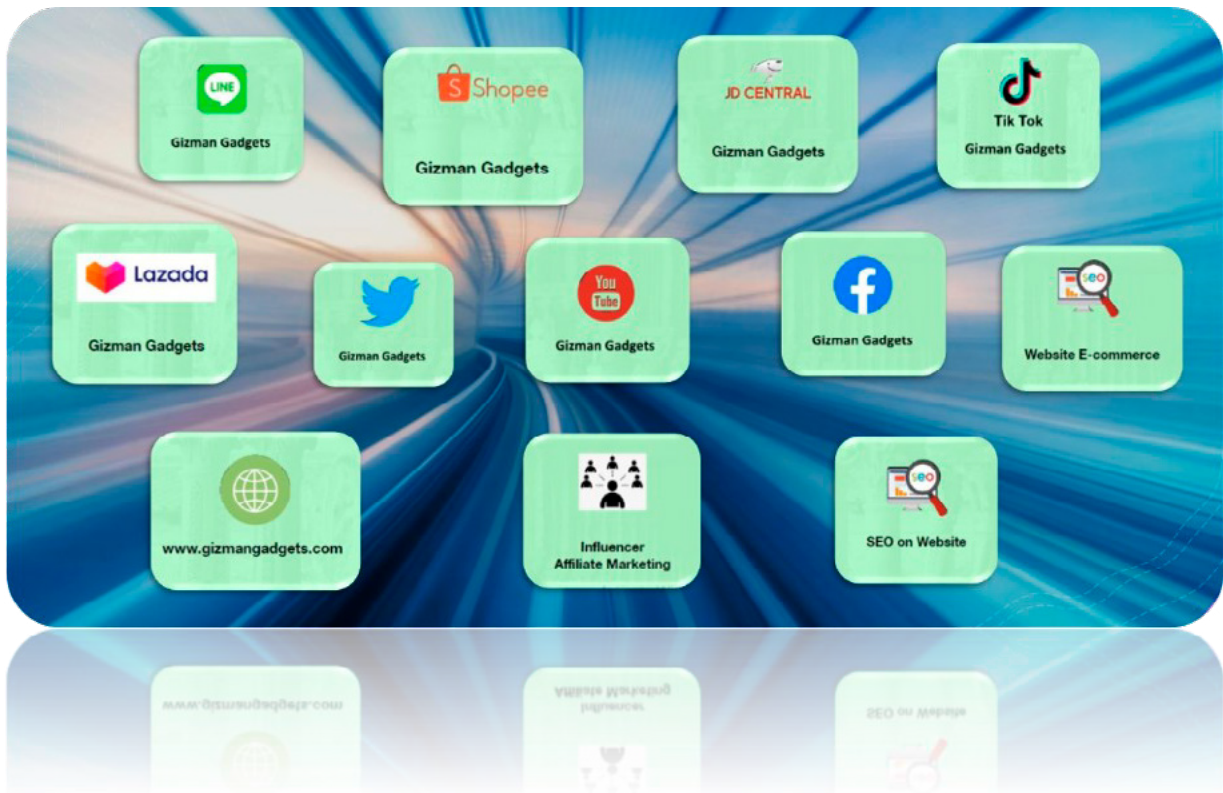 LINE
Gizman Gadgets
Shopee
Gizman Gadgets
JD CENTRAL
Gizman Gadgets
Tik Tok
Gizman Gadgets
Lazada
Gizman Gadgets
Gizman Gadgets
You
Tube
Gizman Gadgets
Gizman Gadgets
seo
Website E-commerce
www.gizmangadgets.com
Influencer
Affiliate Marketing
seo
SEO on Website